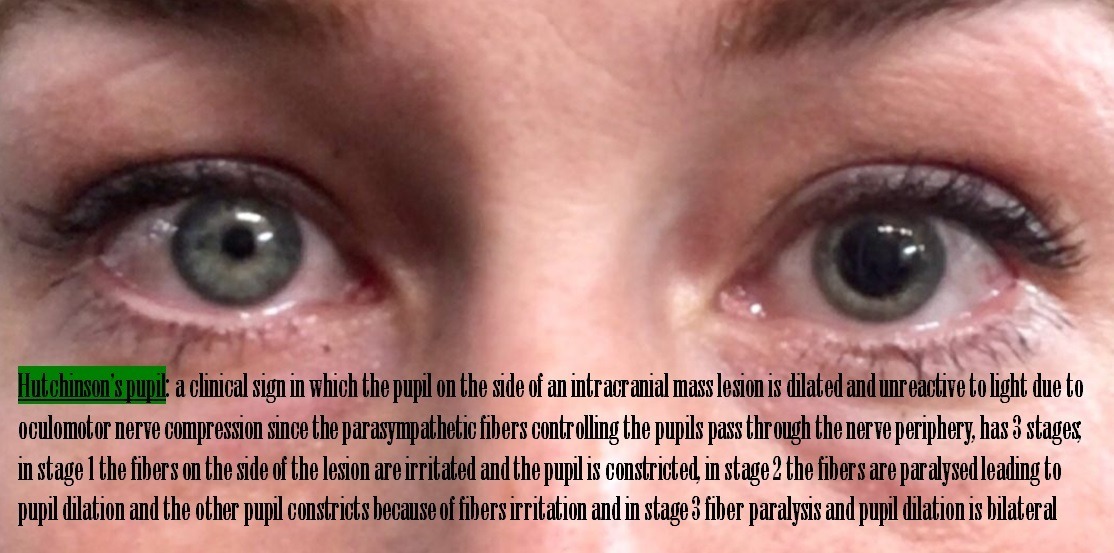 Hutchinson's pupil: a clinical sign in which the pupil on the side of an intracranial mass lesion is dilated and unreactive to light due to
oculomotor nerve compression since the parasympathetic fibers controlling the pupils pass through the nerve periphery, has 3 stages;
in stage 1 the fibers on the side of the lesion are irritated and the pupil is constricted, in stage 2 the fibers are paralysed leading to
pupil dilation and the other pupil constricts because of fibers irritation and in stage 3 fiber paralysis and pupil dilation is bilateral